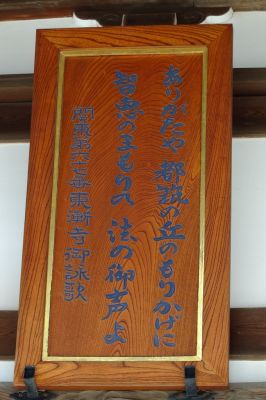 ありがたや 都筑の丘のもりかげに
智恵のまもりの 法の御声よ
関東第六十七番東漸寺御詠歌